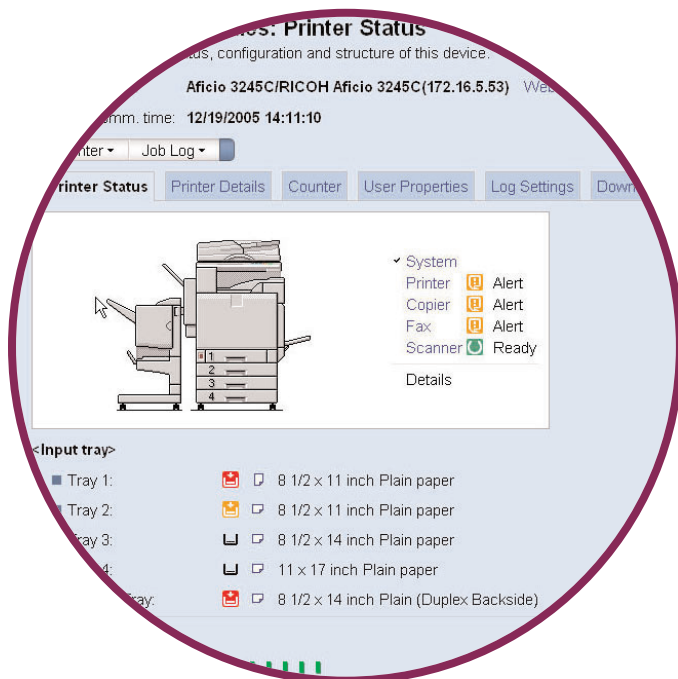 Printer Status
configuration and structure of this device.
Aficio 3245C/RICOH Aficio 3245C(172.16.5.53) Web
time: 12/19/2005 14:11:10
Job Log
Printer Status Printer Details Counter User Properties Log Settings Down
System
Printer Alert
Copier Alert
Fax Alert
Scanner Ready
Details
1
2
3
4
<Input tray>
Tray 1: 8 1/2 x 11 inch Plain paper
Tray 2: 8 1/2 x 11 inch Plain paper
Tray 3: 8 1/2 x 14 inch Plain paper
4: 11 x 17 inch Plain paper
Tray: 8 1/2 x 14 inch Plain (Duplex Backside)